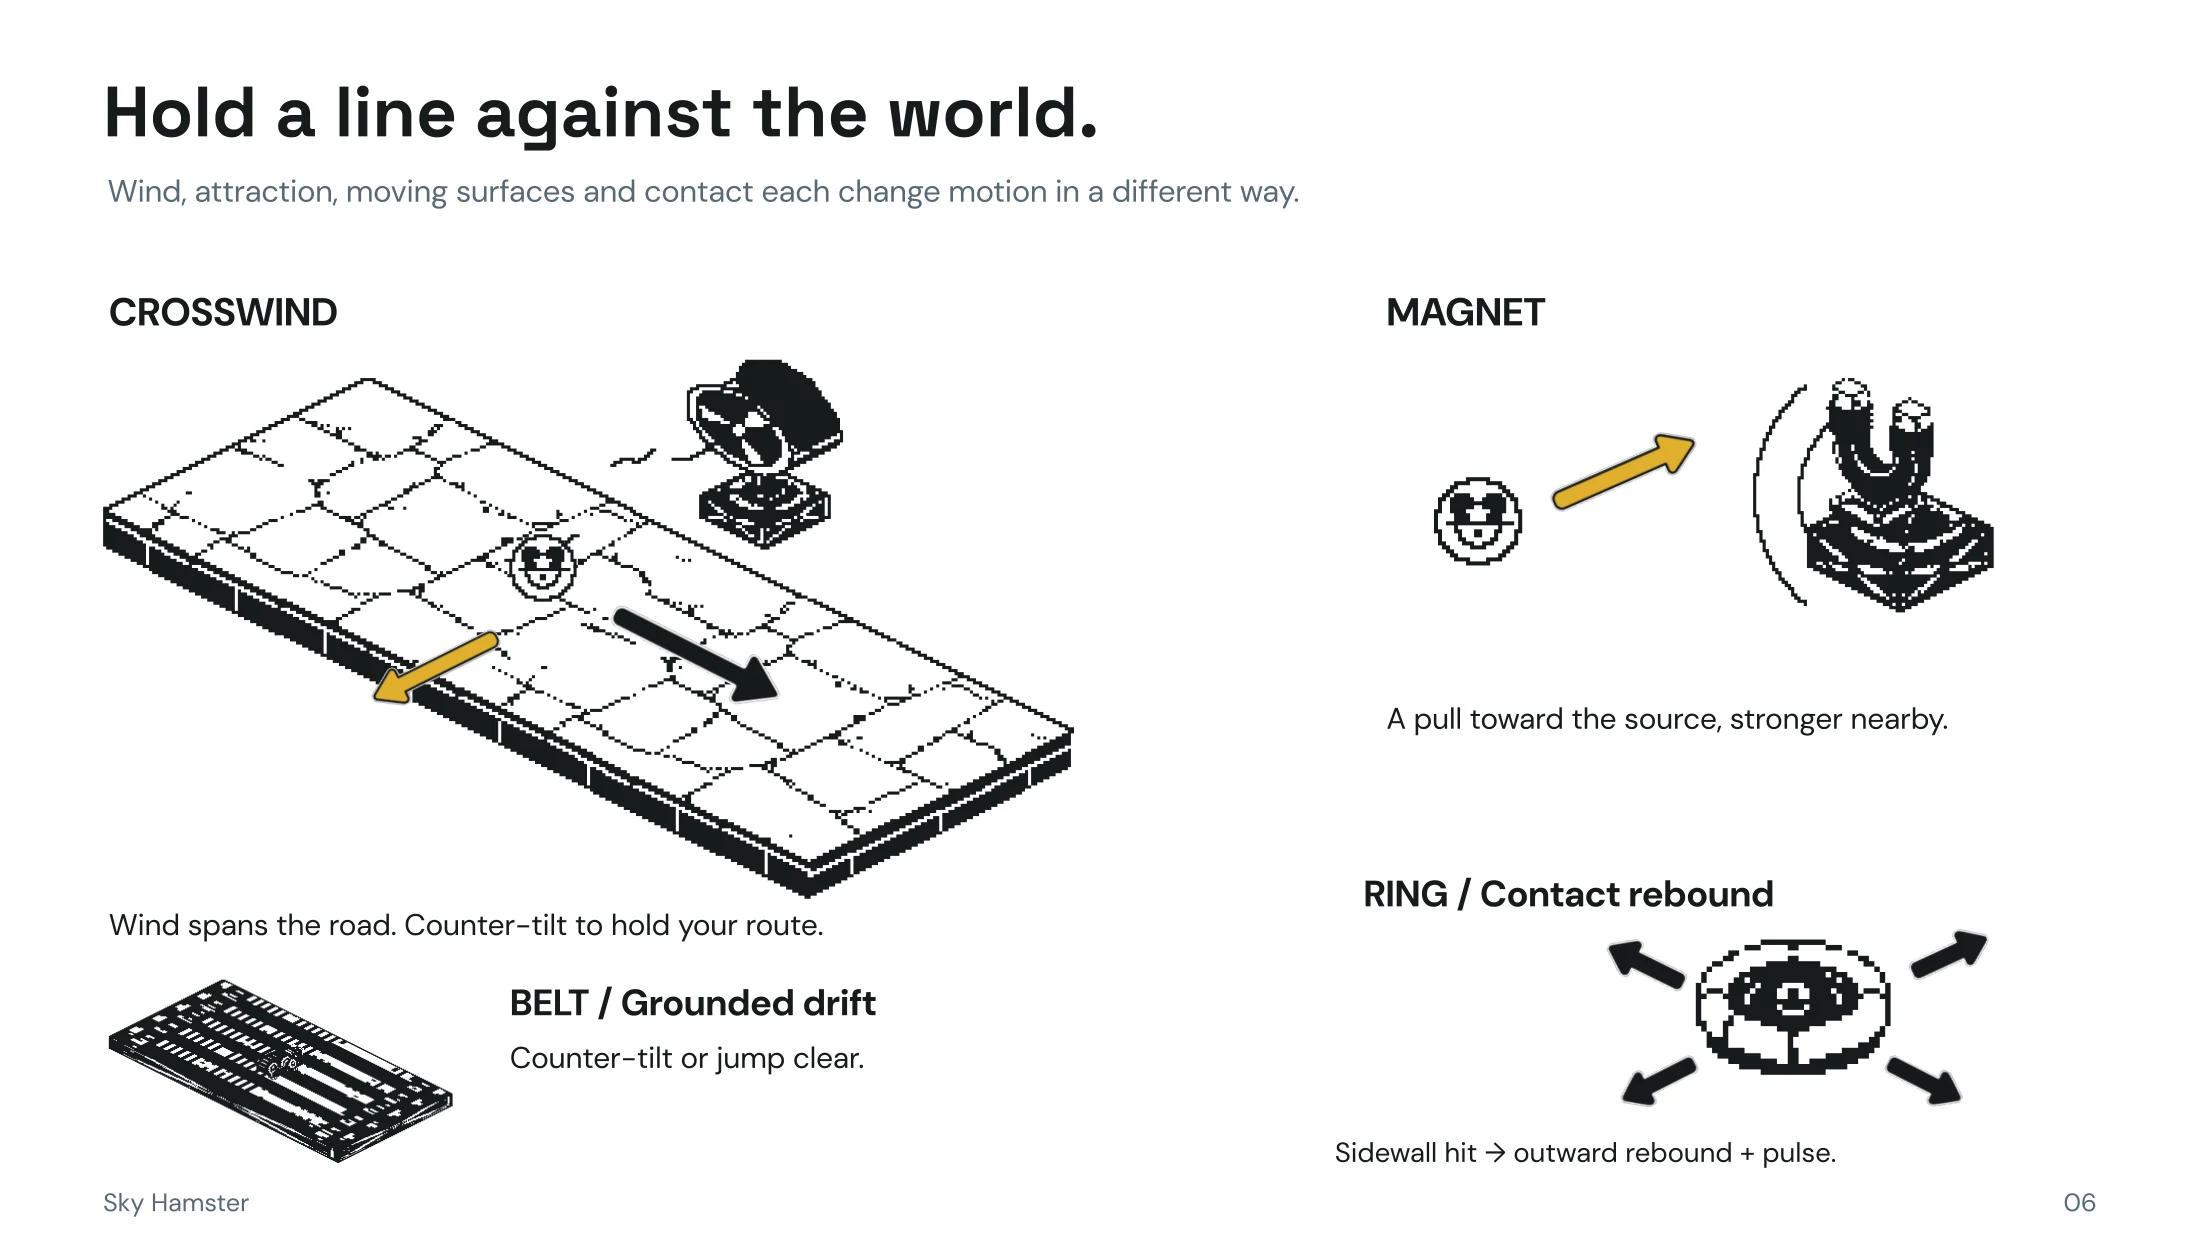 Hold a line against the world.
Wind, attraction, moving surfaces and contact each change motion in a different way.
CROSSWIND
Wind spans the road. Counter-tilt to hold your route.
BELT / Grounded drift
Counter-tilt or jump clear.
MAGNET
A pull toward the source, stronger nearby.
RING / Contact rebound
Sidewall hit → outward rebound + pulse.
Sky Hamster
06